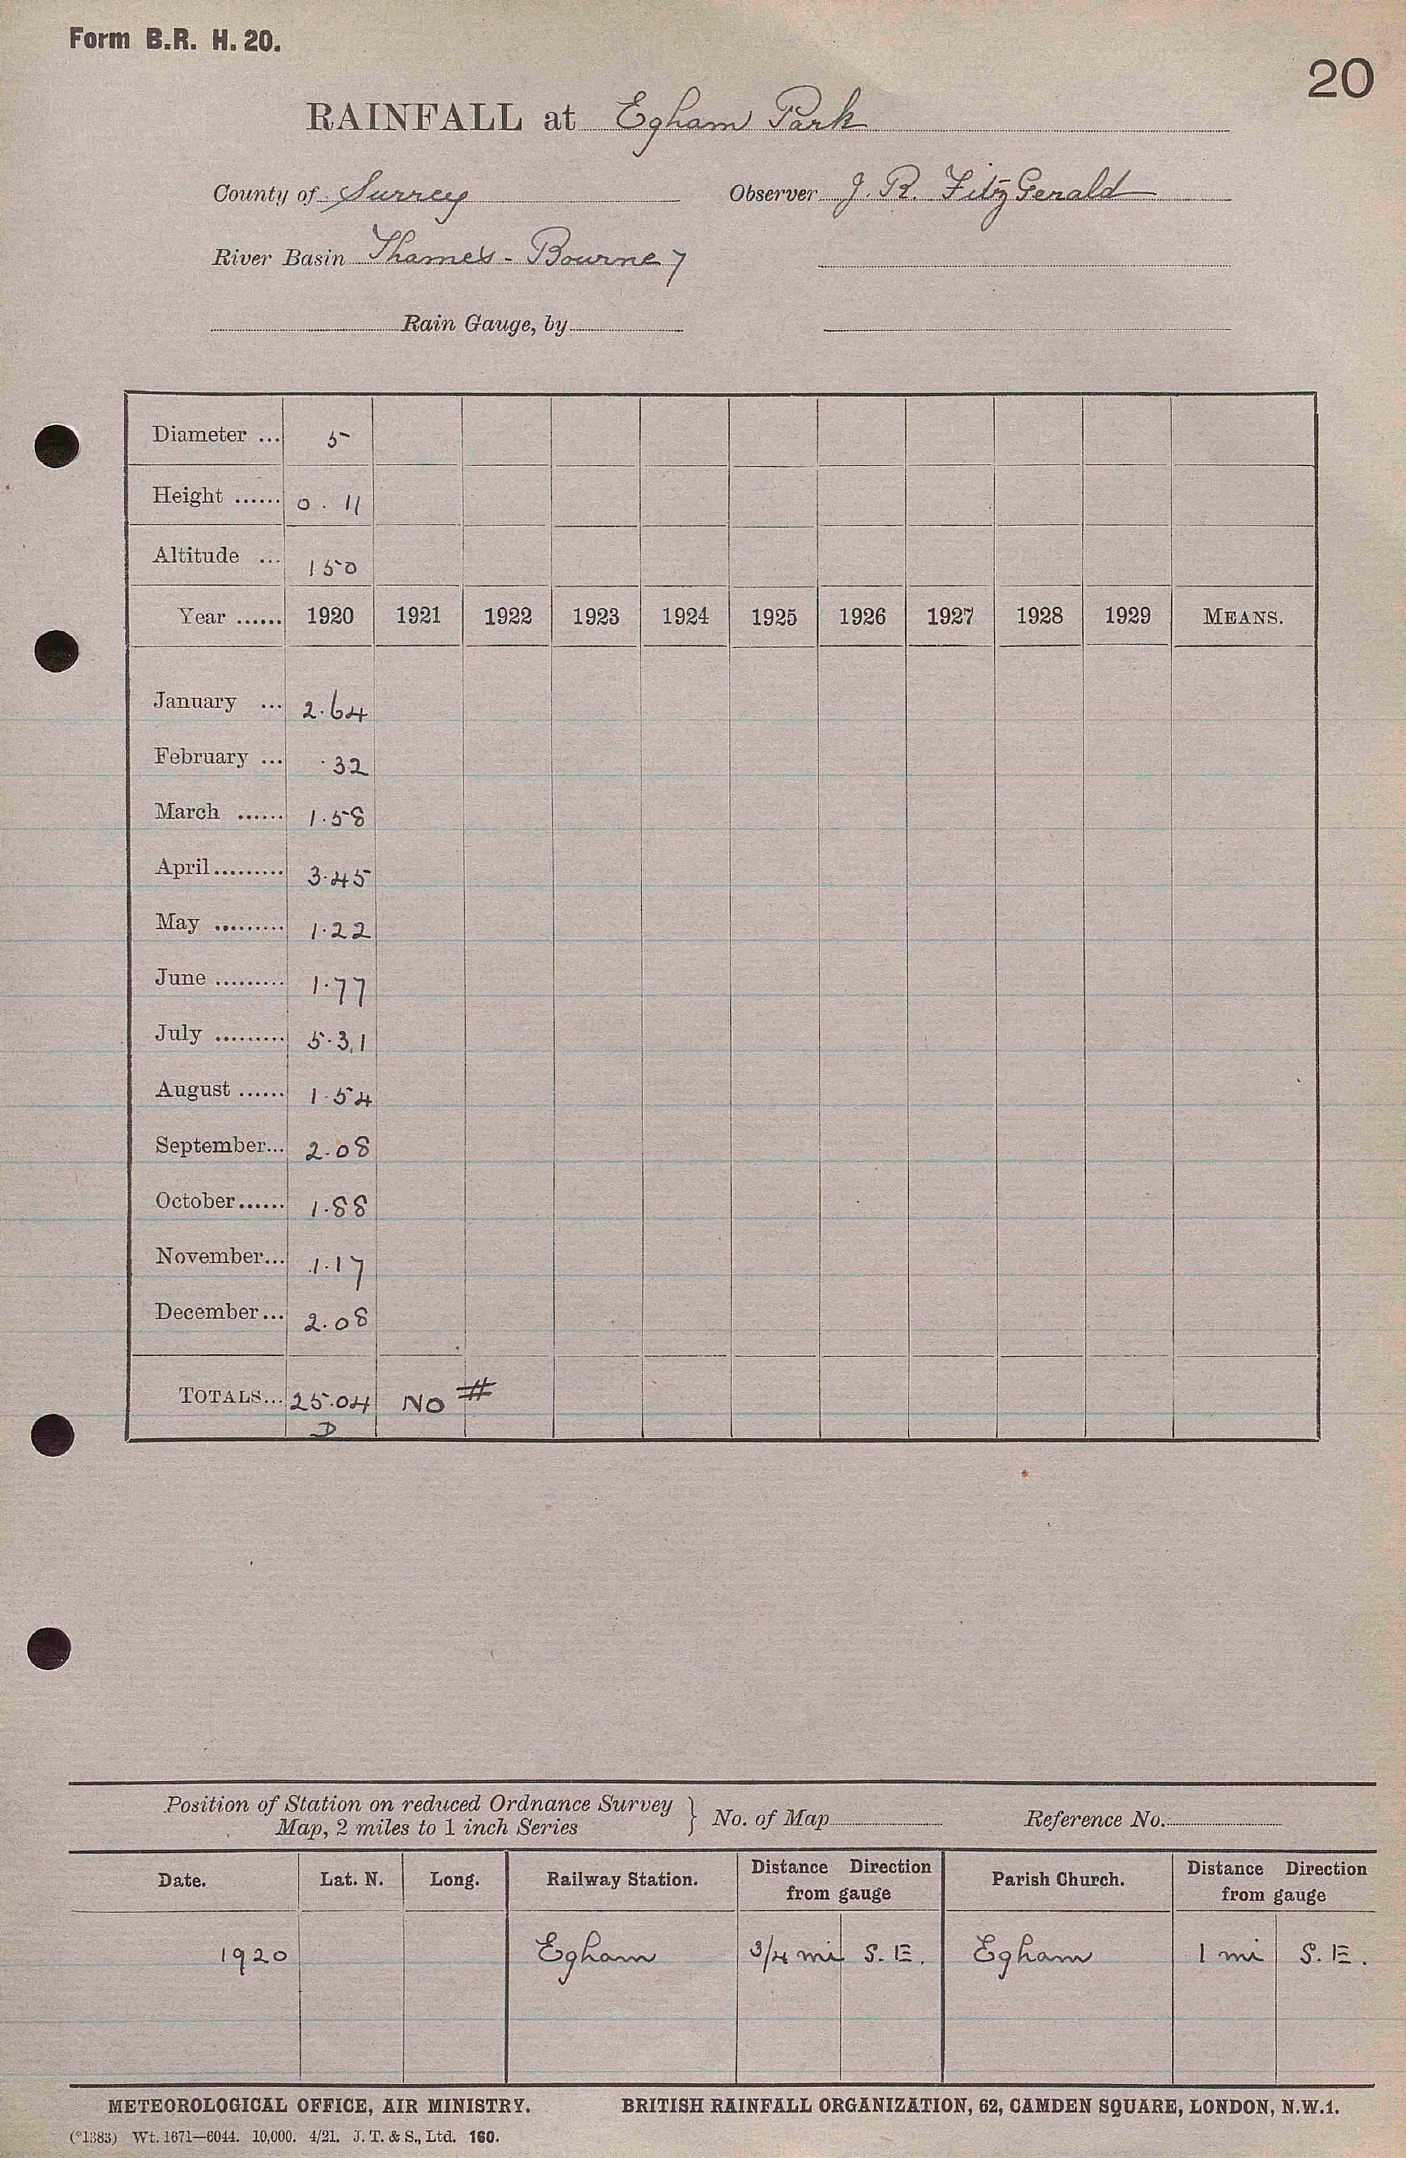 Form B.R. H. 20.
20
RAINFALL at Egham Park
County of Surrey Observer J. R. FitzGerald
River Basin Thames - Bourne 7
Rain Gauge, by
Diameter ... 5
Height ...... 0 . 11
Altitude ... 150
Year ...... 1920 1921 1922 1923 1924 1925 1926 1927 1928 1929 MEANS.
January ... 2.64
February ... .32
March ...... 1.58
April ......... 3.45
May ......... 1.22
June ......... 1.77
July ......... 5.31
August ...... 1.54
September... 2.08
October...... 1.88
November... 1.17
December... 2.08
TOTALS... 25.04 NO #
D
Position of Station on reduced Ordnance Survey
Map, 2 miles to 1 inch Series } No. of Map Reference No.
Date. Lat. N. Long. Railway Station. Distance Direction from gauge Parish Church. Distance Direction from gauge
1920 Egham 3/4 mi S. E. Egham 1 mi S. E.
METEOROLOGICAL OFFICE, AIR MINISTRY. BRITISH RAINFALL ORGANIZATION, 62, CAMDEN SQUARE, LONDON, N.W.1.
(*1383) Wt. 1671—6044. 10,000. 4/21. J. T. & S., Ltd. 160.